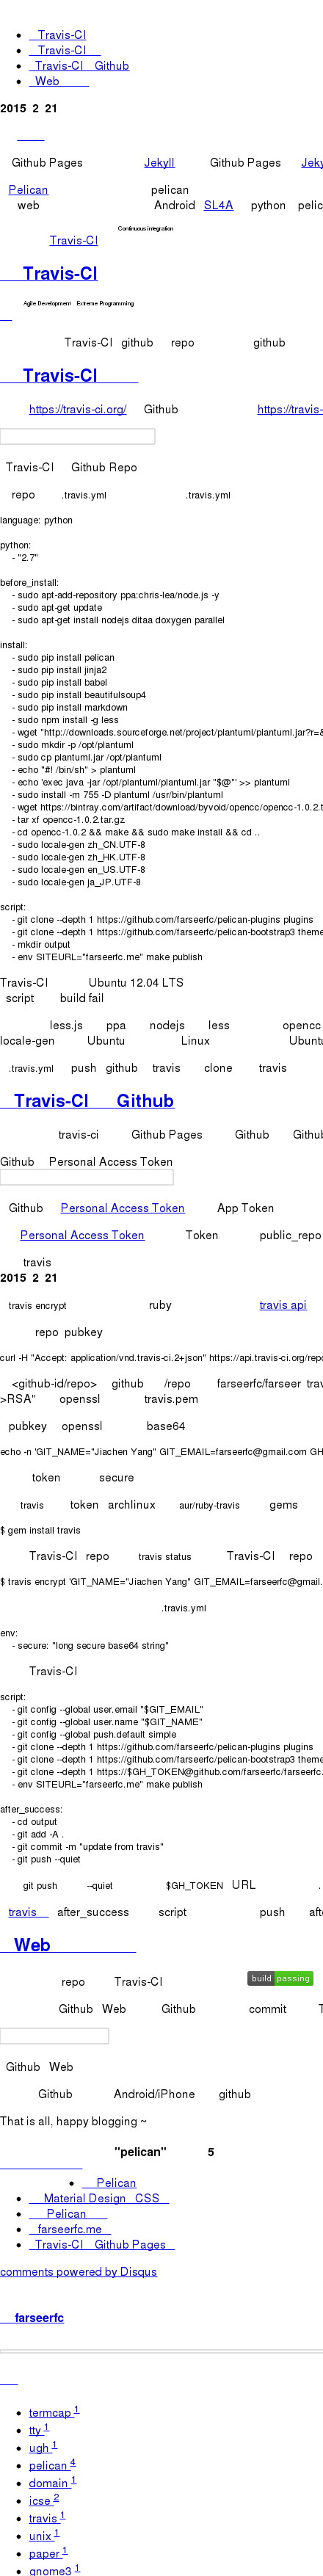 Travis-CI
Travis-CI
Travis-CI Github
Web
2015 2 21
Github Pages Jekyll Github Pages
Pelican pelican
web Android SL4A python
Continuous integration
Travis-CI
Travis-CI
Agile Development Extreme Programming
Travis-CI github repo github
Travis-CI
https://travis-ci.org/ Github
Travis-CI Github Repo
repo .travis.yml .travis.yml
language: python
python:
- "2.7"
before_install:
- sudo apt-add-repository ppa:chris-lea/node.js -y
- sudo apt-get update
- sudo apt-get install nodejs ditaa doxygen parallel
install:
- sudo pip install pelican
- sudo pip install jinja2
- sudo pip install babel
- sudo pip install beautifulsoup4
- sudo pip install markdown
- sudo npm install -g less
- wget "http://downloads.sourceforge.net/project/plantuml/plantuml.jar?r=&
- sudo mkdir -p /opt/plantuml
- sudo cp plantuml.jar /opt/plantuml
- echo "#! /bin/sh" > plantuml
- echo 'exec java -jar /opt/plantuml/plantuml.jar "$@"' >> plantuml
- sudo install -m 755 -D plantuml /usr/bin/plantuml
- wget https://bintray.com/artifact/download/byvoid/opencc/opencc-1.0.2.t
- tar xf opencc-1.0.2.tar.gz
- cd opencc-1.0.2 && make && sudo make install && cd ..
- sudo locale-gen zh_CN.UTF-8
- sudo locale-gen zh_HK.UTF-8
- sudo locale-gen en_US.UTF-8
- sudo locale-gen ja_JP.UTF-8
script:
- git clone --depth 1 https://github.com/farseerfc/pelican-plugins plugins
- git clone --depth 1 https://github.com/farseerfc/pelican-bootstrap3 theme
- mkdir output
- env SITEURL="farseerfc.me" make publish
Travis-CI Ubuntu 12.04 LTS
script build fail
less.js ppa nodejs less opencc
locale-gen Ubuntu Linux
.travis.yml push github travis clone travis
Travis-CI Github
travis-ci Github Pages Github
Github Personal Access Token
Github Personal Access Token App Token
Personal Access Token Token public_repo
travis
2015 2 21
travis encrypt ruby travis api
repo pubkey
curl -H "Accept: application/vnd.travis-ci.2+json" https://api.travis-ci.org/repo
<github-id/repo> github /repo farseerfc/farseer
>RSA" openssl travis.pem
pubkey openssl base64
echo -n 'GIT_NAME="Jiachen Yang" GIT_EMAIL=farseerfc@gmail.com GH
token secure
travis token archlinux aur/ruby-travis gems
$ gem install travis
Travis-CI repo travis status Travis-CI repo
$ travis encrypt 'GIT_NAME="Jiachen Yang" GIT_EMAIL=farseerfc@gmail.
.travis.yml
env:
- secure: "long secure base64 string"
Travis-CI
script:
- git config --global user.email "$GIT_EMAIL"
- git config --global user.name "$GIT_NAME"
- git config --global push.default simple
- git clone --depth 1 https://github.com/farseerfc/pelican-plugins plugins
- git clone --depth 1 https://github.com/farseerfc/pelican-bootstrap3 theme
- git clone --depth 1 https://$GH_TOKEN@github.com/farseerfc/farseerfc.
- env SITEURL="farseerfc.me" make publish
after_success:
- cd output
- git add -A .
- git commit -m "update from travis"
- git push --quiet
git push --quiet $GH_TOKEN URL .
travis after_success script push
Web
repo Travis-CI build passing
Github Web Github commit
Github Web
Github Android/iPhone github
That is all, happy blogging ~
"pelican" 5
Pelican
Material Design CSS
Pelican
farseerfc.me
Travis-CI Github Pages
comments powered by Disqus
farseerfc
termcap 1
tty 1
ugh 1
pelican 4
domain 1
icse 2
travis 1
unix 1
paper 1
gnome3 1